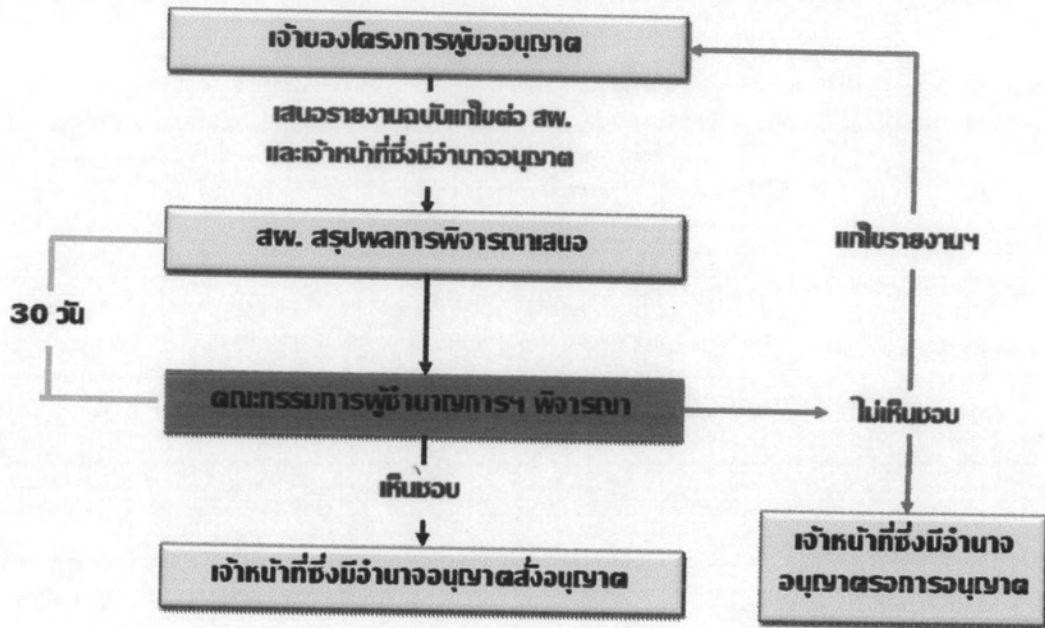 เจ้าของโครงการผู้ขออนุญาต
เสนอรายงานฉบับแก้ไขต่อ สผ.
และเจ้าหน้าที่ซึ่งมีอำนาจอนุญาต
สผ. สรุปผลการพิจารณาเสนอ
แก้ไขรายงานฯ
30 วัน
คณะกรรมการผู้ชำนาญการฯ พิจารณา
ไม่เห็นชอบ
เห็นชอบ
เจ้าหน้าที่ซึ่งมีอำนาจอนุญาตสั่งอนุญาต
เจ้าหน้าที่ซึ่งมีอำนาจ
อนุญาตรอการอนุญาต